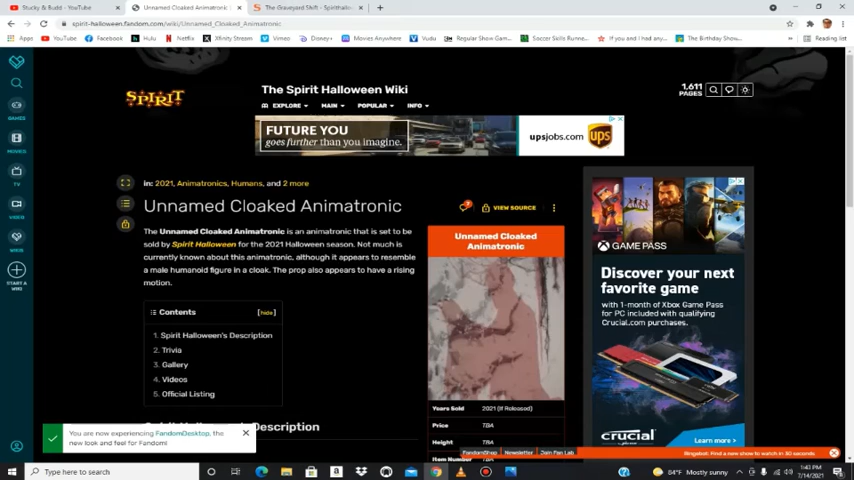 Stucky & Budd - YouTube
Unnamed Cloaked Animatronic
The Graveyard Shift - Spirithallow
spirit-halloween.fandom.com/wiki/Unnamed_Cloaked_Animatronic
Apps YouTube Facebook Hulu Netflix Xfinity Stream Vimeo Disney+ Movies Anywhere Vudu Regular Show Gam... Soccer Skills Runne... If you and I had any... The Birthday Show... Reading list
SPIRIT
The Spirit Halloween Wiki
EXPLORE MAIN POPULAR INFO
1,611
PAGES
GAMES
MOVIES
TV
VIDEO
WIKIS
START A
WIKI
FUTURE YOU
goes further than you imagine.
upsjobs.com
ups
in: 2021, Animatronics, Humans, and 2 more
Unnamed Cloaked Animatronic
7
VIEW SOURCE
The Unnamed Cloaked Animatronic is an animatronic that is set to be
sold by Spirit Halloween for the 2021 Halloween season. Not much is
currently known about this animatronic, although it appears to resemble
a male humanoid figure in a cloak. The prop also appears to have a rising
motion.
Contents [hide]
1. Spirit Halloween's Description
2. Trivia
3. Gallery
4. Videos
5. Official Listing
Unnamed Cloaked
Animatronic
Years Sold 2021 (If Released)
Price TBA
Height TBA
Item Number
XBOX GAME PASS
Discover your next
favorite game
with 1-month of Xbox Game Pass
for PC included with qualifying
Crucial.com purchases.
crucial
Learn more >
You are now experiencing FandomDesktop, the
new look and feel for Fandom!
Description
FandomShop Newsletter Join Fan Lab
Ringabat: Find a new show to watch in 30 seconds
Type here to search
84°F Mostly sunny
1:43 PM
7/14/2021